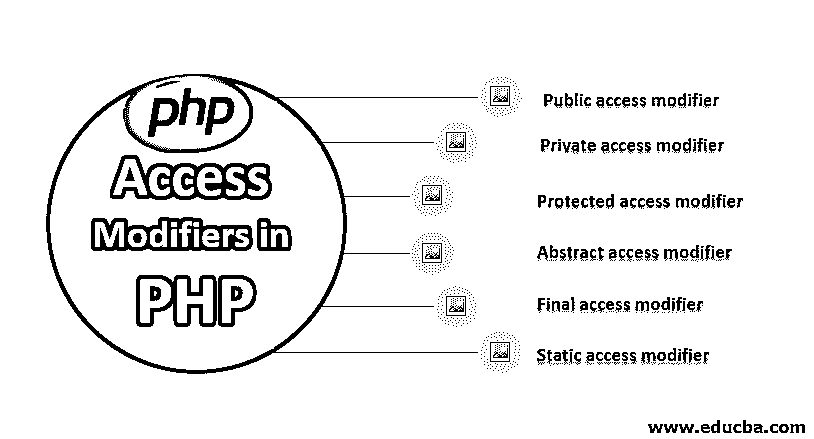 php
Access
Modifiers in
PHP
Public access modifier
Private access modifier
Protected access modifier
Abstract access modifier
Final access modifier
Static access modifier
www.educba.com